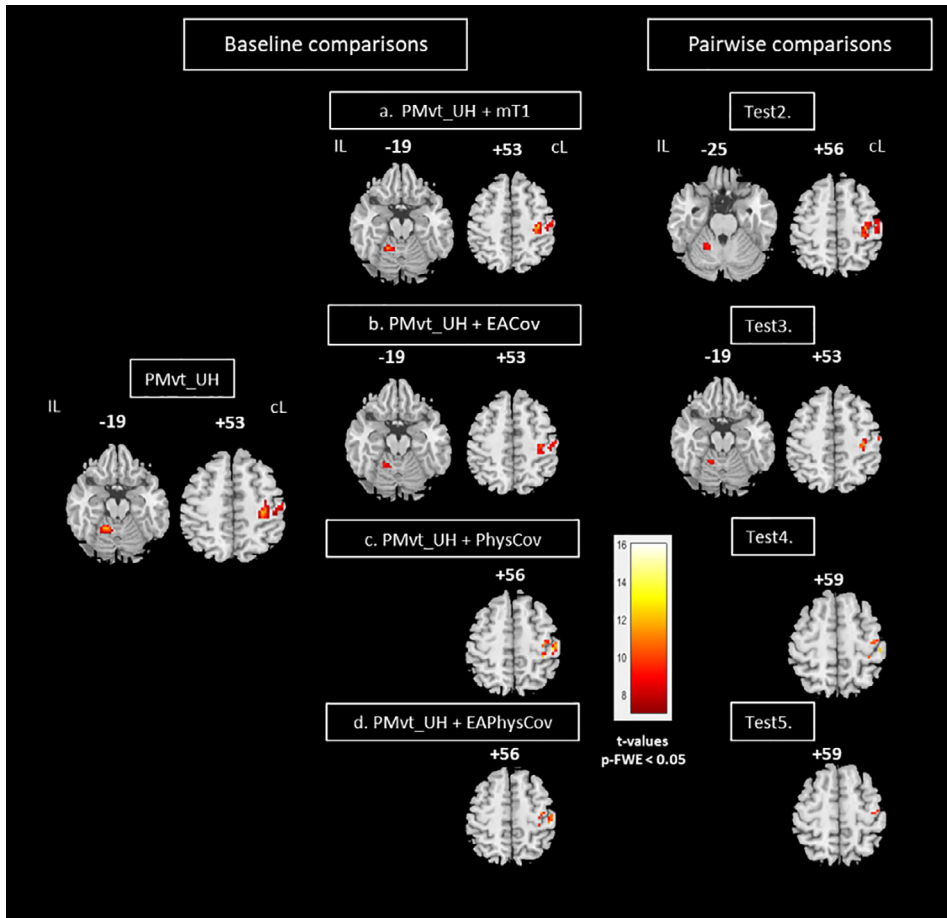 Baseline comparisons
Pairwise comparisons
a. PMvt_UH + mT1
Test2.
IL -19 +53 cL
IL -25 +56 cL
b. PMvt_UH + EACov
Test3.
-19 +53
-19 +53
PMvt_UH
IL -19 +53 cL
c. PMvt_UH + PhysCov
Test4.
+56
+59
16
14
12
10
8
t-values
p-FWE < 0.05
d. PMvt_UH + EAPhysCov
Test5.
+56
+59